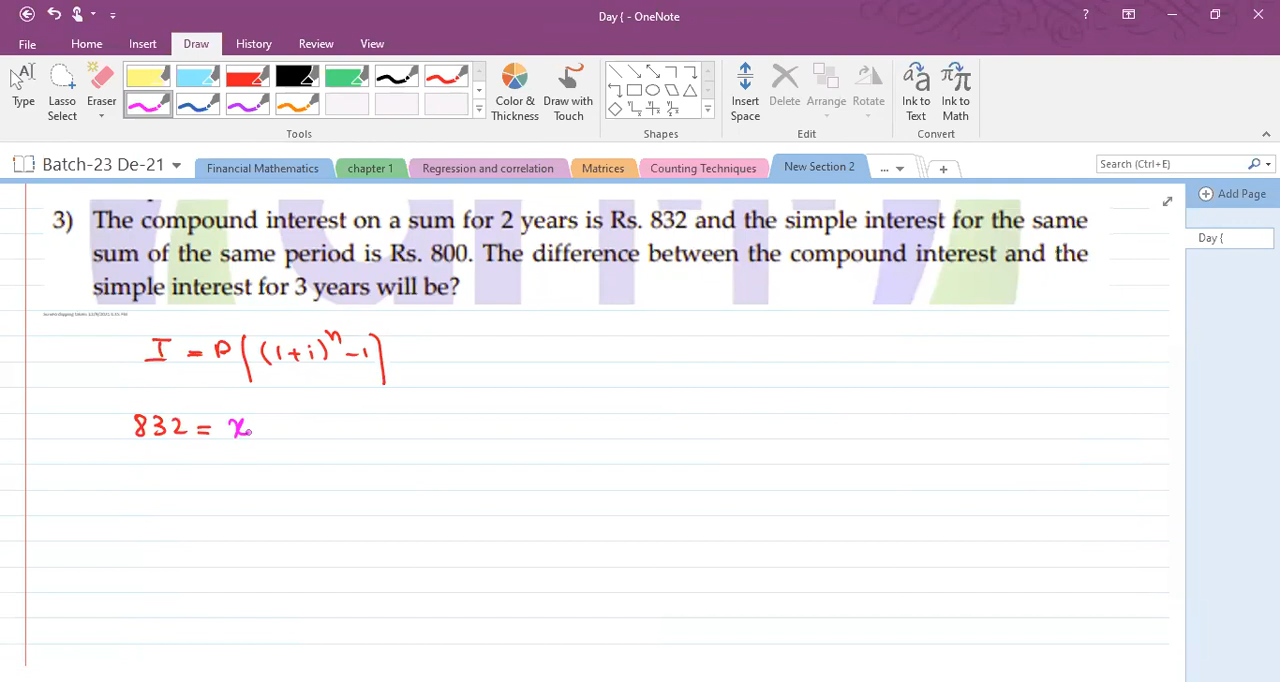 Day { - OneNote
?
File Home Insert Draw History Review View
Type Lasso Select Eraser Color & Thickness Draw with Touch Insert Space Delete Arrange Rotate Ink to Text Ink to Math
Tools Shapes Edit Convert
Batch-23 De-21 Financial Mathematics chapter 1 Regression and correlation Matrices Counting Techniques New Section 2 ... + Search (Ctrl+E)
Add Page
Day {
3) The compound interest on a sum for 2 years is Rs. 832 and the simple interest for the same
sum of the same period is Rs. 800. The difference between the compound interest and the
simple interest for 3 years will be?
I = P((1+i)^n -1)
832 = x